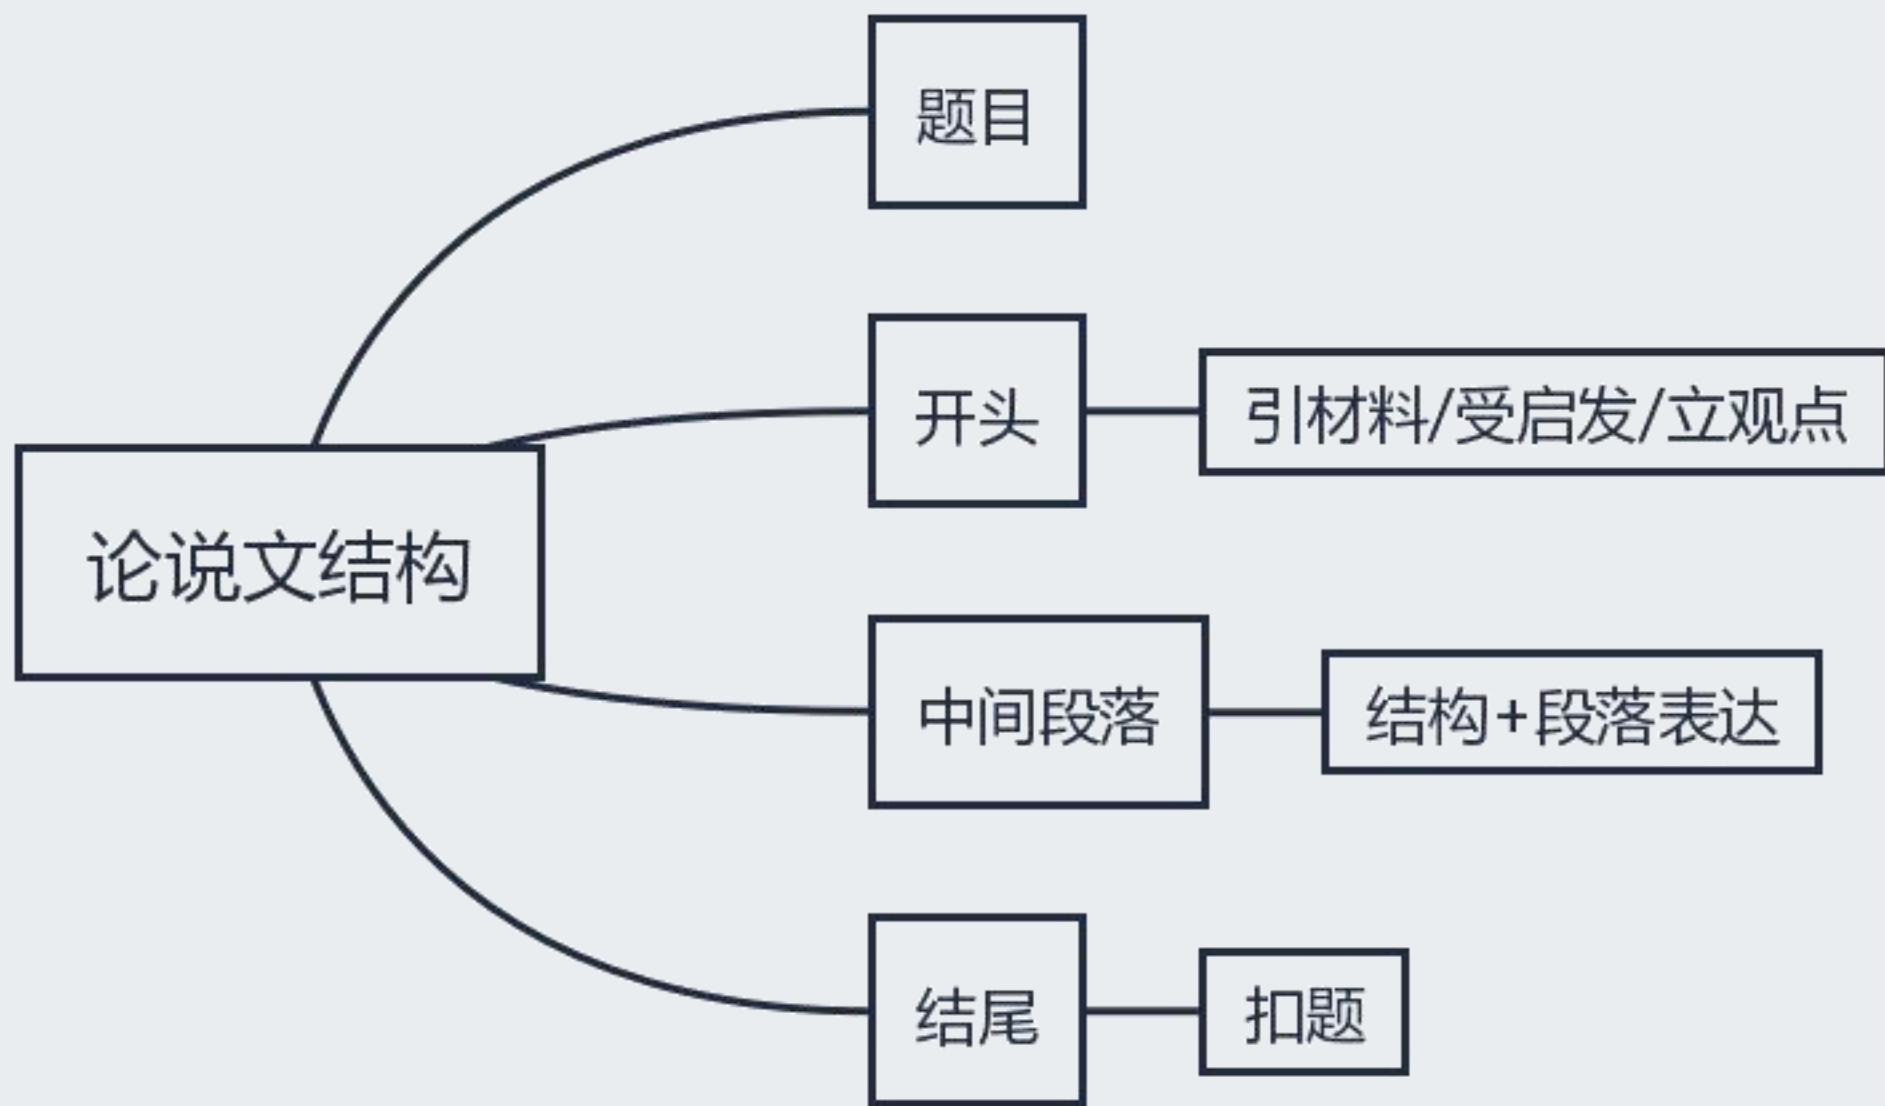 题目
开头
引材料/受启发/立观点
论说文结构
中间段落
结构+段落表达
结尾
扣题